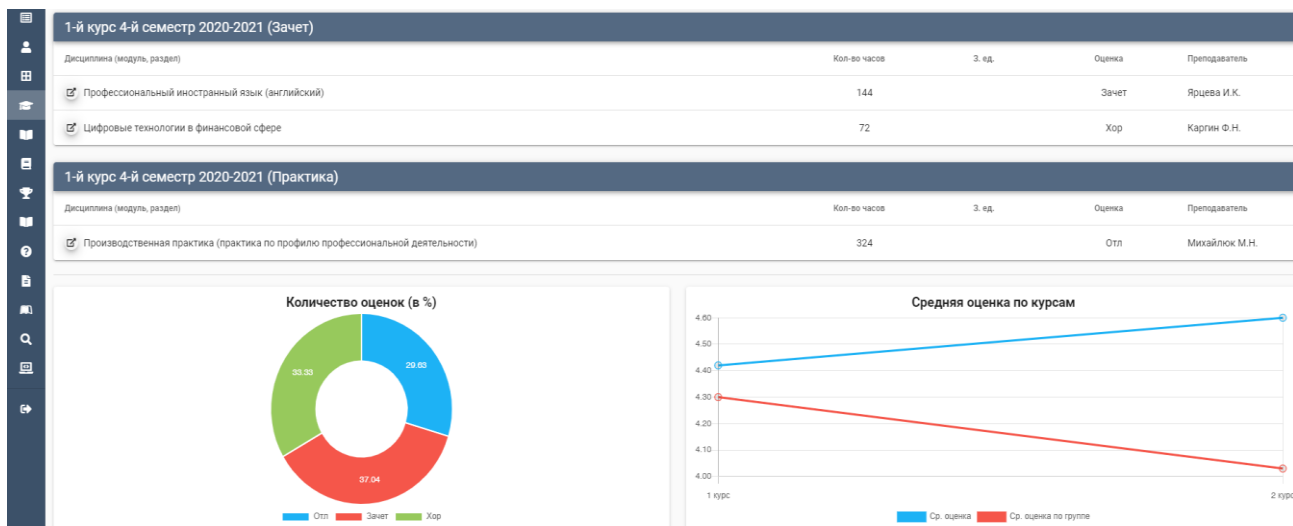 1-й курс 4-й семестр 2020-2021 (Зачет)
Дисциплина (модуль, раздел) Кол-во часов З. ед. Оценка Преподаватель
Профессиональный иностранный язык (английский) 144 Зачет Ярцева И.К.
Цифровые технологии в финансовой сфере 72 Хор Каргин Ф.Н.
1-й курс 4-й семестр 2020-2021 (Практика)
Дисциплина (модуль, раздел) Кол-во часов З. ед. Оценка Преподаватель
Производственная практика (практика по профилю профессиональной деятельности) 324 Отл Михайлюк М.Н.
Количество оценок (в %)
33.33
29.63
37.04
Отл Зачет Хор
Средняя оценка по курсам
4.60
4.50
4.40
4.30
4.20
4.10
4.00
1 курс 2 курс
Ср. оценка Ср. оценка по группе